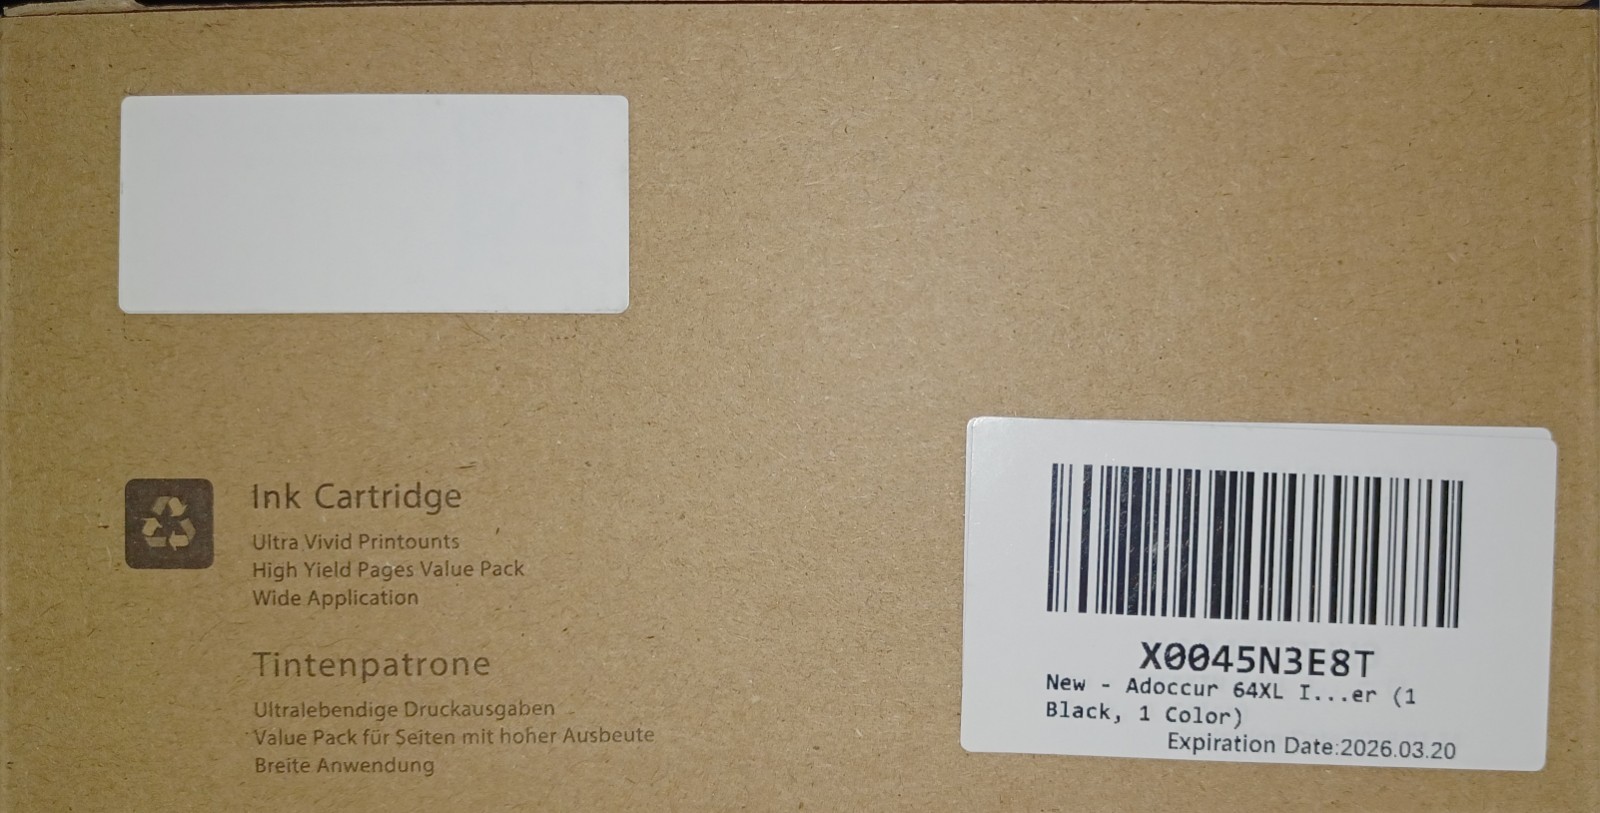 Ink Cartridge
Ultra Vivid Printounts
High Yield Pages Value Pack
Wide Application
Tintenpatrone
Ultralebendige Druckausgaben
Value Pack für Seiten mit hoher Ausbeute
Breite Anwendung
X0045N3E8T
New - Adoccur 64XL I...er (1
Black, 1 Color)
Expiration Date:2026.03.20